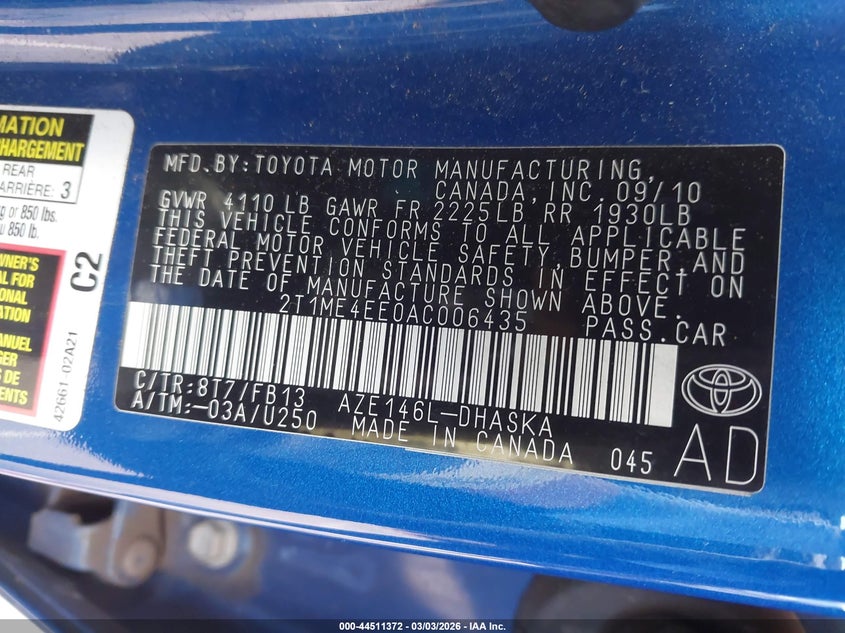 MATION
CHARGEMENT
REAR
ARRIÈRE: 3
g or 850 lbs.
850 lb.
WNER'S
AL FOR
IONAL
ATION
ANUEL
GER
S DE
MENTS
C2
42661-02A21
MFD.BY:TOYOTA MOTOR MANUFACTURING,
CANADA, INC. 09/10
GVWR 4110 LB GAWR FR 2225LB RR 1930LB
THIS VEHICLE CONFORMS TO ALL APPLICABLE
FEDERAL MOTOR VEHICLE SAFETY,BUMPER,AND
THEFT PREVENTION STANDARDS IN EFFECT ON
THE DATE OF MANUFACTURE SHOWN ABOVE.
2T1ME4EE0AC006435 PASS.CAR
C/TR:8T7/FB13 AZE146L-DHASKA
A/TM:-03A/U250 MADE IN CANADA 045
AD
000-44511372 | 03/03/2026 | IAA Inc.